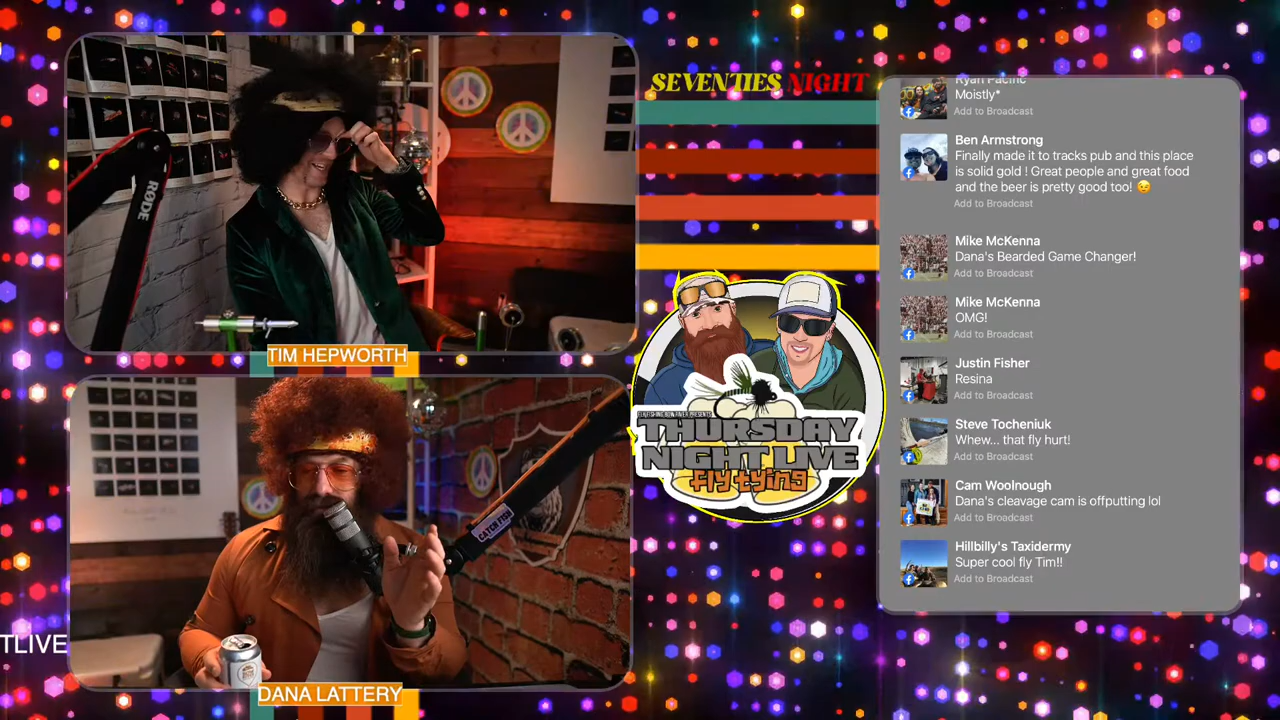 SEVENTIES NIGHT
RØDE
TIM HEPWORTH
THURSDAY
NIGHT LIVE
fly tying
TLIVE
DANA LATTERY
Ryan Pacific
Moistly*
Add to Broadcast
Ben Armstrong
Finally made it to tracks pub and this place
is solid gold ! Great people and great food
and the beer is pretty good too! 😉
Add to Broadcast
Mike McKenna
Dana's Bearded Game Changer!
Add to Broadcast
Mike McKenna
OMG!
Add to Broadcast
Justin Fisher
Resina
Add to Broadcast
Steve Tocheniuk
Whew... that fly hurt!
Add to Broadcast
Cam Woolnough
Dana's cleavage cam is offputting lol
Add to Broadcast
Hillbilly's Taxidermy
Super cool fly Tim!!
Add to Broadcast